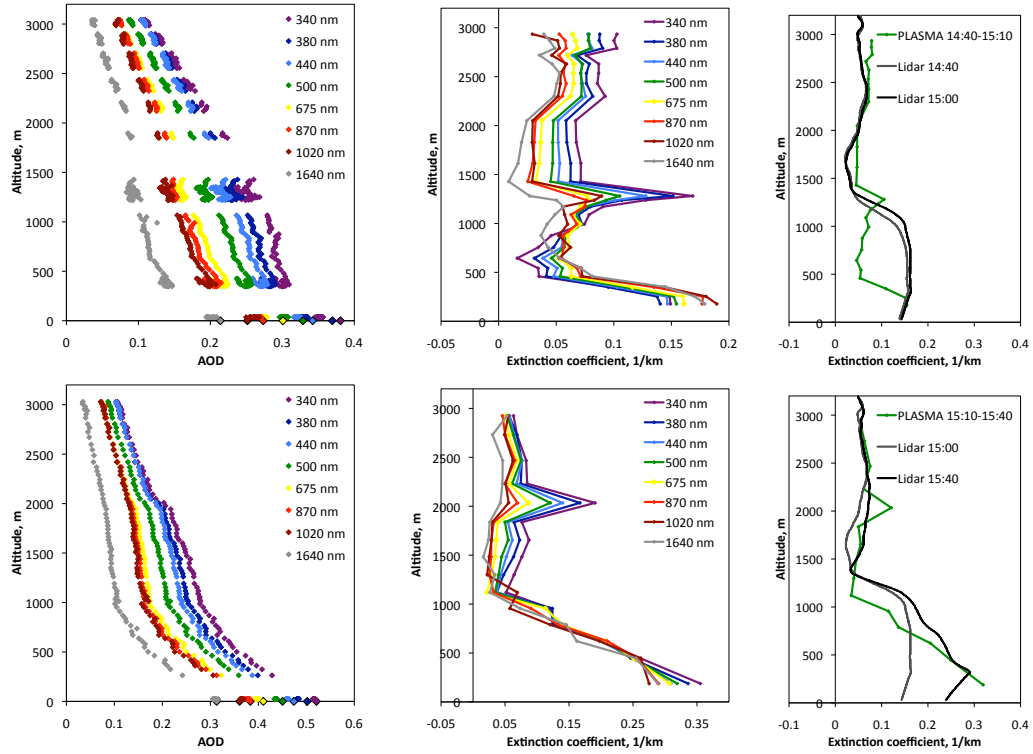 3000
2500
2000
1500
1000
500
0
Altitude, m
0
0.1
0.2
0.3
0.4
AOD
340 nm
380 nm
440 nm
500 nm
675 nm
870 nm
1020 nm
1640 nm
3000
2500
2000
1500
1000
500
0
Altitude, m
-0.05
0
0.05
0.1
0.15
0.2
Extinction coefficient, 1/km
340 nm
380 nm
440 nm
500 nm
675 nm
870 nm
1020 nm
1640 nm
3000
2500
2000
1500
1000
500
0
Altitude, m
-0.1
0
0.1
0.2
0.3
0.4
Extinction coefficient, 1/km
PLASMA 14:40-15:10
Lidar 14:40
Lidar 15:00
3000
2500
2000
1500
1000
500
0
Altitude, m
0
0.1
0.2
0.3
0.4
0.5
0.6
AOD
340 nm
380 nm
440 nm
500 nm
675 nm
870 nm
1020 nm
1640 nm
3000
2500
2000
1500
1000
500
0
Altitude, m
-0.05
0.05
0.15
0.25
0.35
Extinction coefficient, 1/km
340 nm
380 nm
440 nm
500 nm
675 nm
870 nm
1020 nm
1640 nm
3000
2500
2000
1500
1000
500
0
Altitude, m
-0.1
0
0.1
0.2
0.3
0.4
Extinction coefficient, 1/km
PLASMA 15:10-15:40
Lidar 15:00
Lidar 15:40